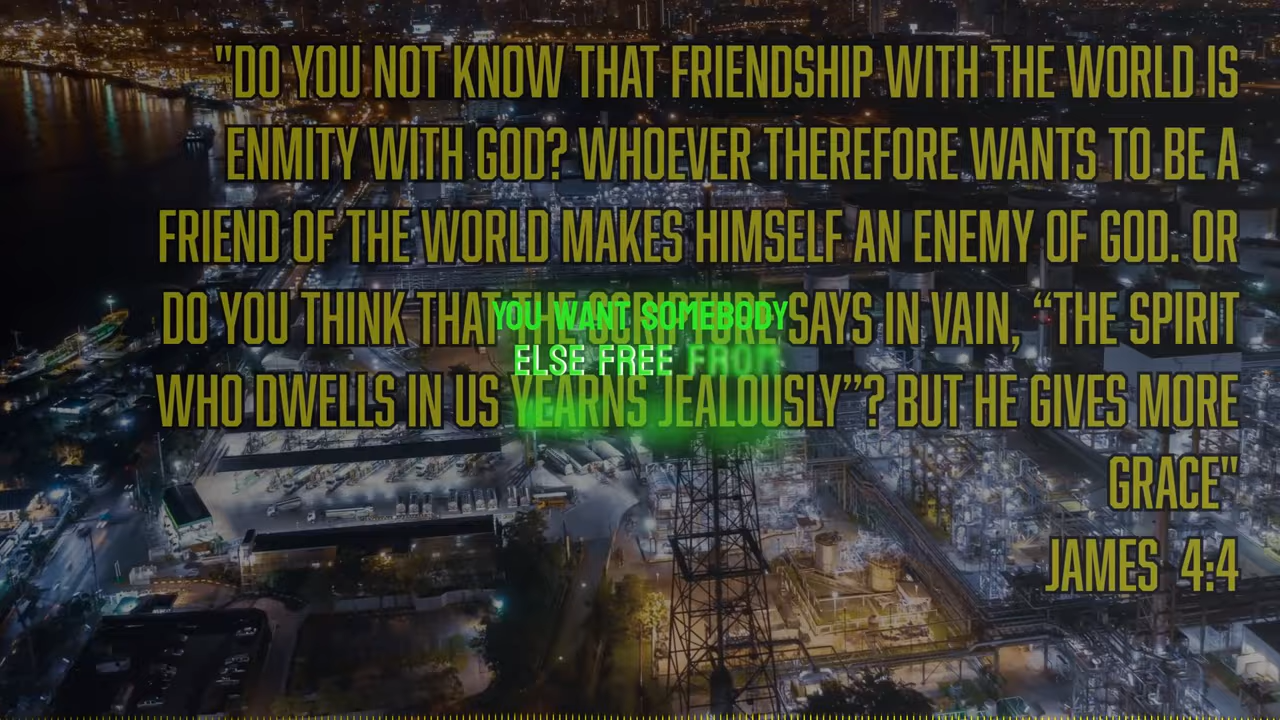 "DO YOU NOT KNOW THAT FRIENDSHIP WITH THE WORLD IS
ENMITY WITH GOD? WHOEVER THEREFORE WANTS TO BE A
FRIEND OF THE WORLD MAKES HIMSELF AN ENEMY OF GOD. OR
DO YOU THINK THAT THE SCRIPTURE SAYS IN VAIN, “THE SPIRIT
WHO DWELLS IN US YEARNS JEALOUSLY”? BUT HE GIVES MORE
GRACE"
JAMES 4:4
YOU WANT SOMEBODY
ELSE FREE FROM